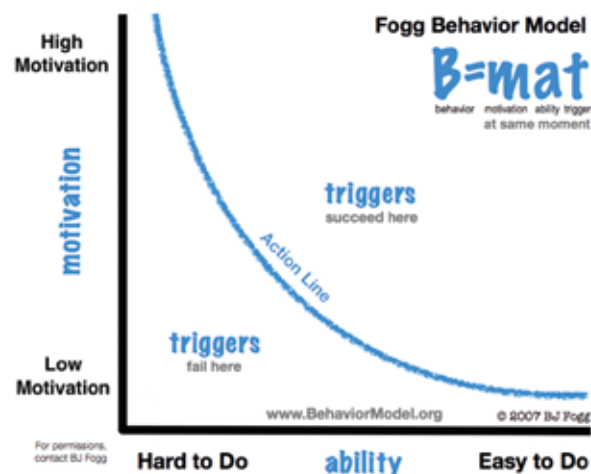 Fogg Behavior Model
B=mat
behavior motivation ability trigger
at same moment
High
Motivation
motivation
triggers
succeed here
Action Line
triggers
fail here
Low
Motivation
www.BehaviorModel.org
© 2007 BJ Fogg
For permissions,
contact BJ Fogg
Hard to Do
ability
Easy to Do